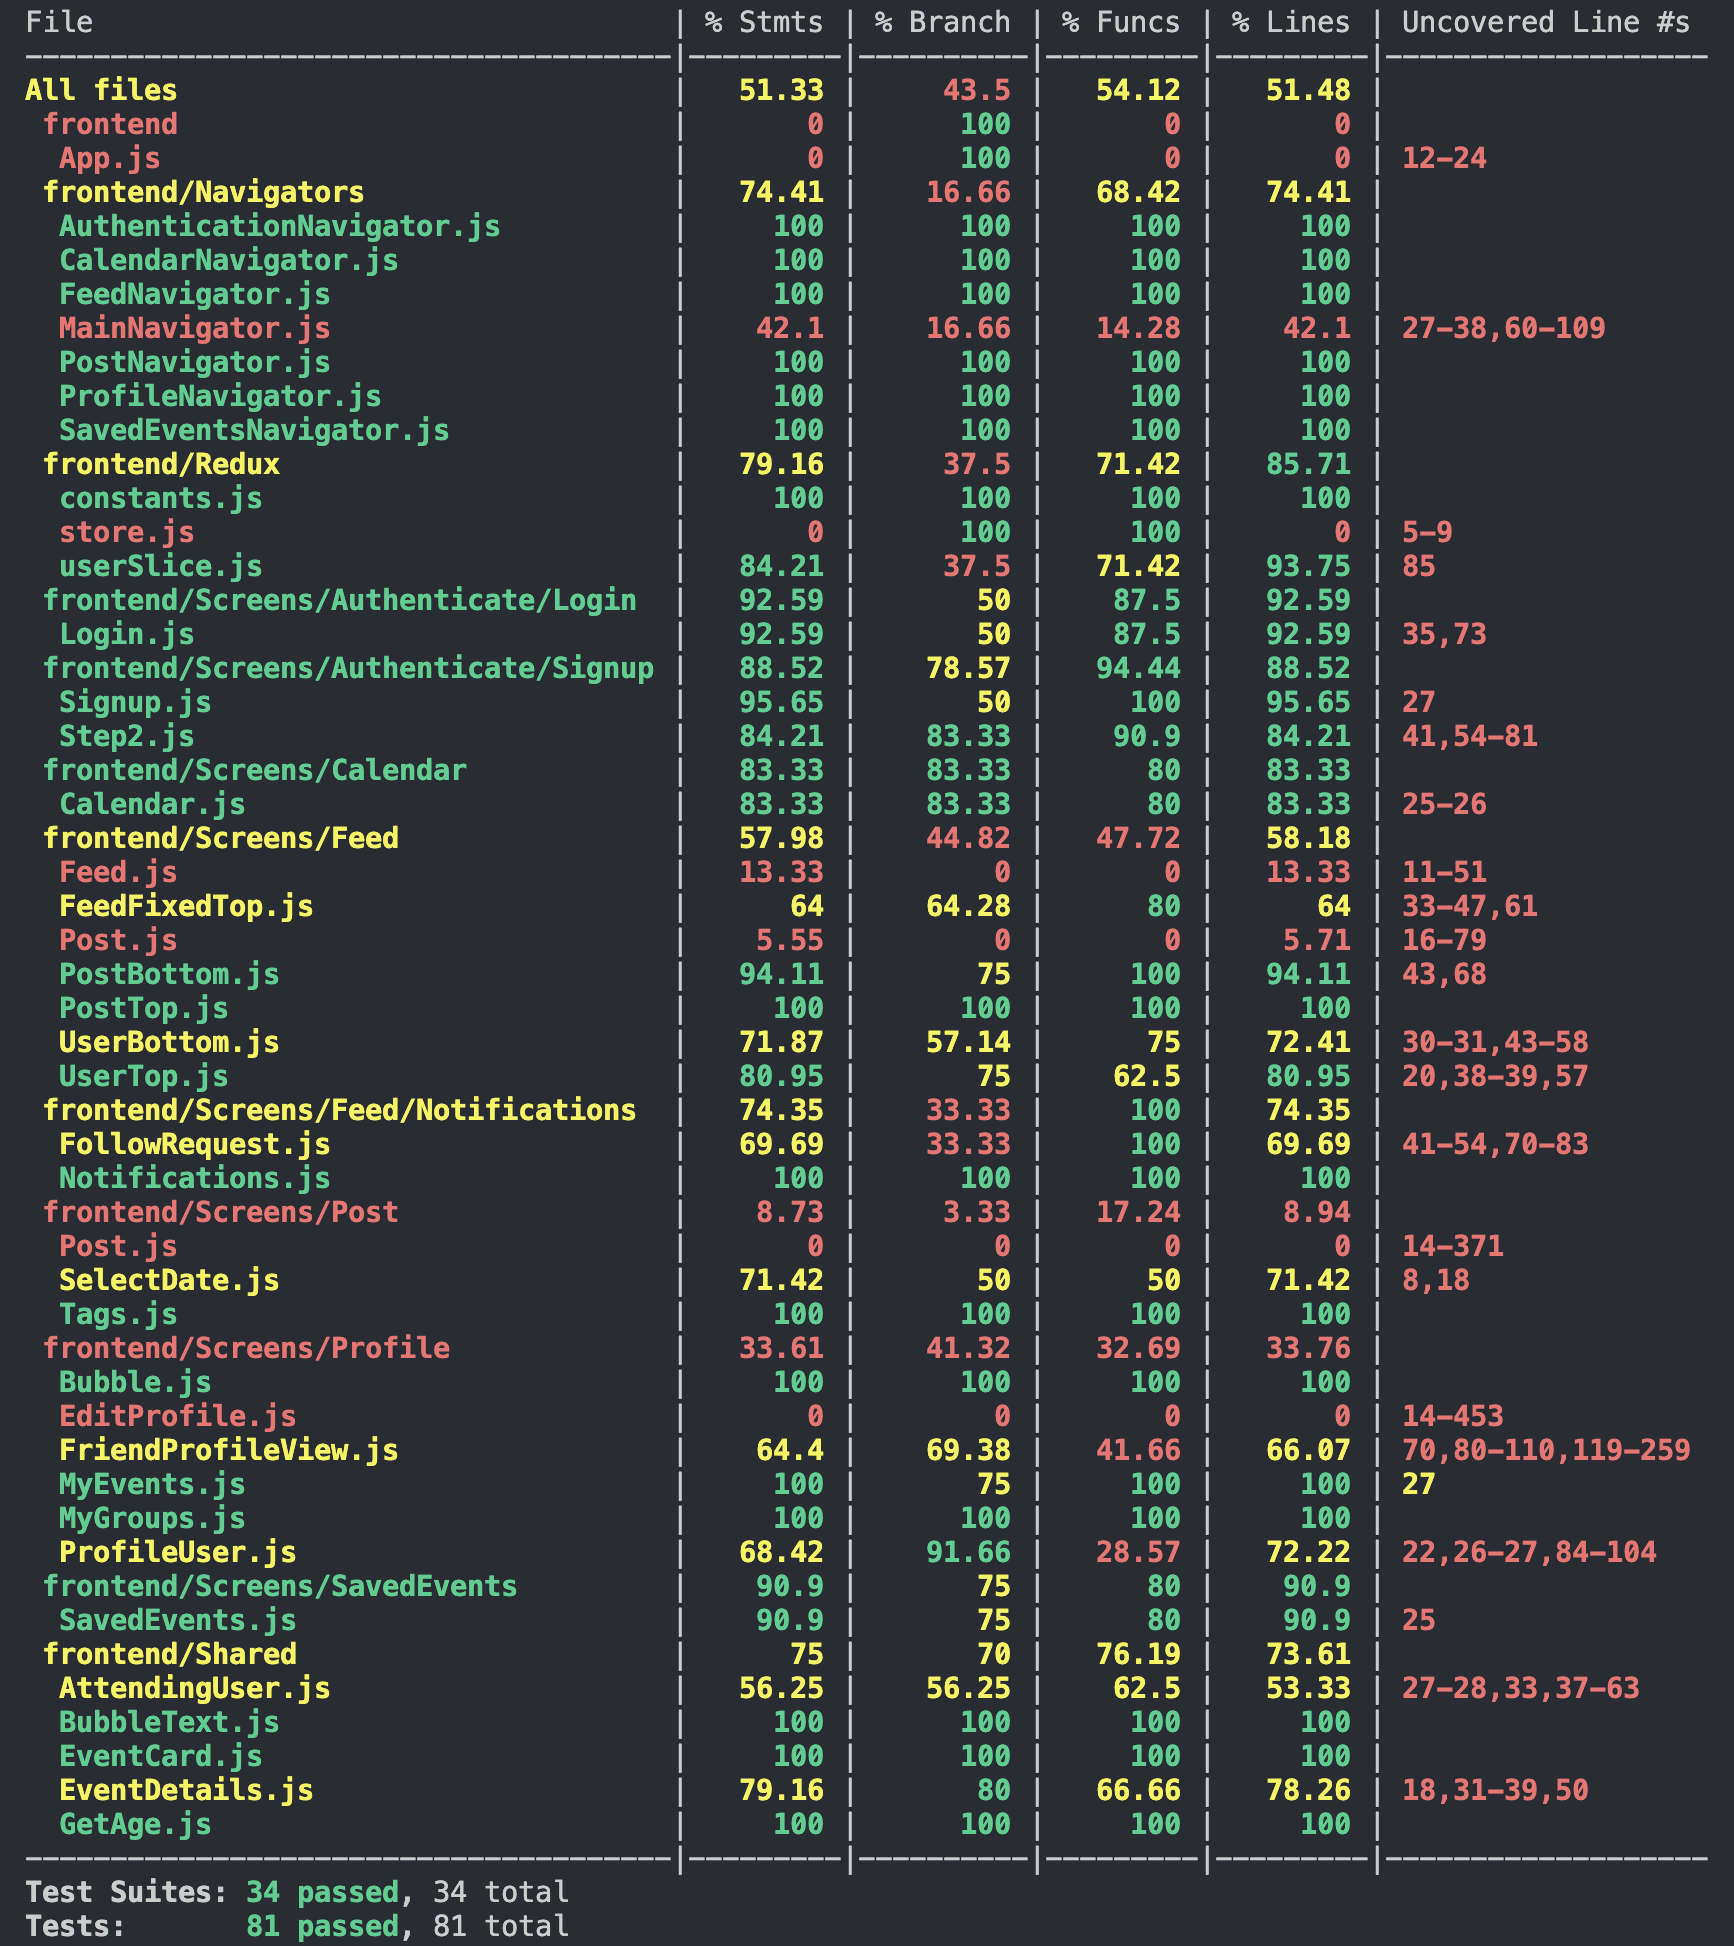 File | % Stmts | % Branch | % Funcs | % Lines | Uncovered Line #s
--------------------------------------|---------|----------|---------|---------|-------------------
All files | 51.33 | 43.5 | 54.12 | 51.48 |
frontend | 0 | 100 | 0 | 0 |
App.js | 0 | 100 | 0 | 0 | 12-24
frontend/Navigators | 74.41 | 16.66 | 68.42 | 74.41 |
AuthenticationNavigator.js | 100 | 100 | 100 | 100 |
CalendarNavigator.js | 100 | 100 | 100 | 100 |
FeedNavigator.js | 100 | 100 | 100 | 100 |
MainNavigator.js | 42.1 | 16.66 | 14.28 | 42.1 | 27-38,60-109
PostNavigator.js | 100 | 100 | 100 | 100 |
ProfileNavigator.js | 100 | 100 | 100 | 100 |
SavedEventsNavigator.js | 100 | 100 | 100 | 100 |
frontend/Redux | 79.16 | 37.5 | 71.42 | 85.71 |
constants.js | 100 | 100 | 100 | 100 |
store.js | 0 | 100 | 100 | 0 | 5-9
userSlice.js | 84.21 | 37.5 | 71.42 | 93.75 | 85
frontend/Screens/Authenticate/Login | 92.59 | 50 | 87.5 | 92.59 |
Login.js | 92.59 | 50 | 87.5 | 92.59 | 35,73
frontend/Screens/Authenticate/Signup | 88.52 | 78.57 | 94.44 | 88.52 |
Signup.js | 95.65 | 50 | 100 | 95.65 | 27
Step2.js | 84.21 | 83.33 | 90.9 | 84.21 | 41,54-81
frontend/Screens/Calendar | 83.33 | 83.33 | 80 | 83.33 |
Calendar.js | 83.33 | 83.33 | 80 | 83.33 | 25-26
frontend/Screens/Feed | 57.98 | 44.82 | 47.72 | 58.18 |
Feed.js | 13.33 | 0 | 0 | 13.33 | 11-51
FeedFixedTop.js | 64 | 64.28 | 80 | 64 | 33-47,61
Post.js | 5.55 | 0 | 0 | 5.71 | 16-79
PostBottom.js | 94.11 | 75 | 100 | 94.11 | 43,68
PostTop.js | 100 | 100 | 100 | 100 |
UserBottom.js | 71.87 | 57.14 | 75 | 72.41 | 30-31,43-58
UserTop.js | 80.95 | 75 | 62.5 | 80.95 | 20,38-39,57
frontend/Screens/Feed/Notifications | 74.35 | 33.33 | 100 | 74.35 |
FollowRequest.js | 69.69 | 33.33 | 100 | 69.69 | 41-54,70-83
Notifications.js | 100 | 100 | 100 | 100 |
frontend/Screens/Post | 8.73 | 3.33 | 17.24 | 8.94 |
Post.js | 0 | 0 | 0 | 0 | 14-371
SelectDate.js | 71.42 | 50 | 50 | 71.42 | 8,18
Tags.js | 100 | 100 | 100 | 100 |
frontend/Screens/Profile | 33.61 | 41.32 | 32.69 | 33.76 |
Bubble.js | 100 | 100 | 100 | 100 |
EditProfile.js | 0 | 0 | 0 | 0 | 14-453
FriendProfileView.js | 64.4 | 69.38 | 41.66 | 66.07 | 70,80-110,119-259
MyEvents.js | 100 | 75 | 100 | 100 | 27
MyGroups.js | 100 | 100 | 100 | 100 |
ProfileUser.js | 68.42 | 91.66 | 28.57 | 72.22 | 22,26-27,84-104
frontend/Screens/SavedEvents | 90.9 | 75 | 80 | 90.9 |
SavedEvents.js | 90.9 | 75 | 80 | 90.9 | 25
frontend/Shared | 75 | 70 | 76.19 | 73.61 |
AttendingUser.js | 56.25 | 56.25 | 62.5 | 53.33 | 27-28,33,37-63
BubbleText.js | 100 | 100 | 100 | 100 |
EventCard.js | 100 | 100 | 100 | 100 |
EventDetails.js | 79.16 | 80 | 66.66 | 78.26 | 18,31-39,50
GetAge.js | 100 | 100 | 100 | 100 |
--------------------------------------|---------|----------|---------|---------|-------------------
Test Suites: 34 passed, 34 total
Tests: 81 passed, 81 total